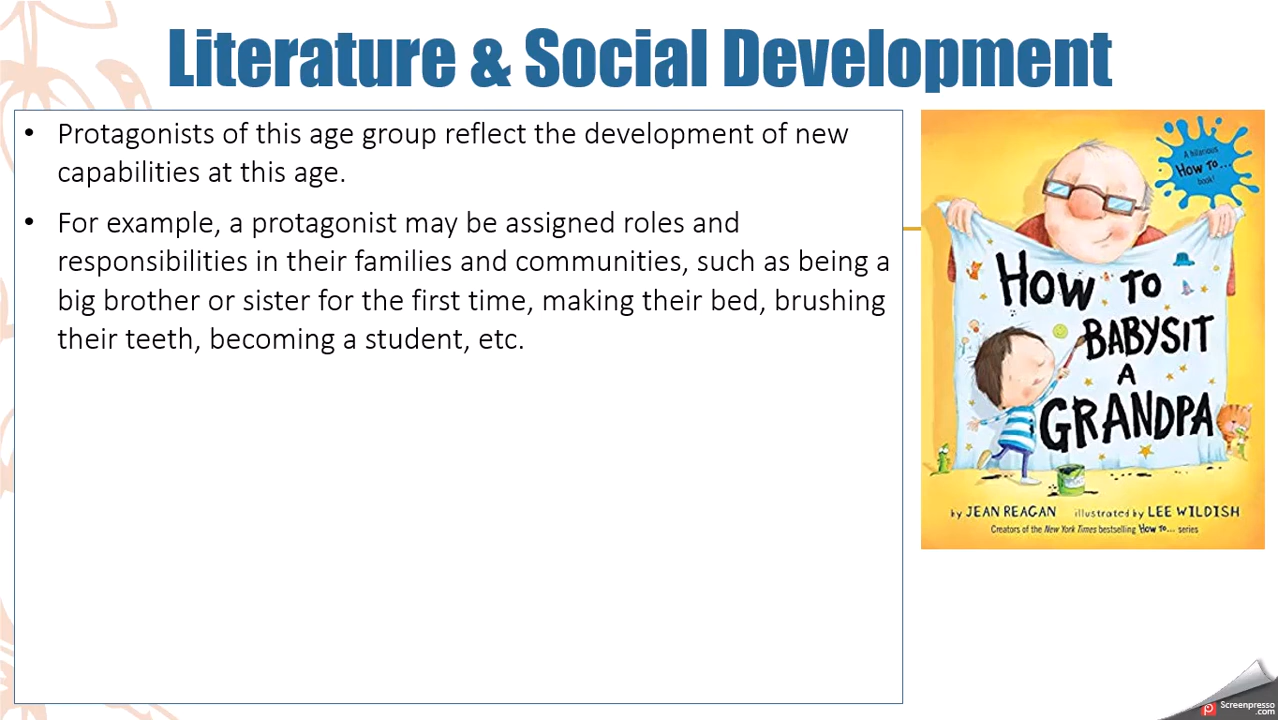 Literature & Social Development
• Protagonists of this age group reflect the development of new
capabilities at this age.
• For example, a protagonist may be assigned roles and
responsibilities in their families and communities, such as being a
big brother or sister for the first time, making their bed, brushing
their teeth, becoming a student, etc.
A hilarious
How to...
book!
HOW TO
BABYSIT
A
GRANDPA
by JEAN REAGAN illustrated by LEE WILDISH
Creators of the New York Times bestselling How to... series
Screenpresso
.com